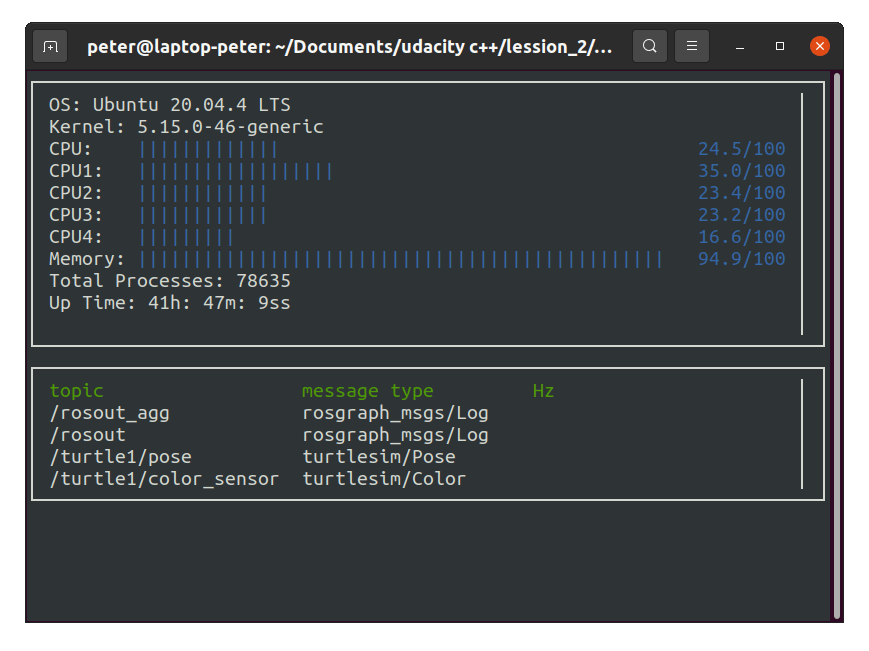 peter@laptop-peter: ~/Documents/udacity c++/lession_2/...
OS: Ubuntu 20.04.4 LTS
Kernel: 5.15.0-46-generic
CPU: ||||||||||||| 24.5/100
CPU1: |||||||||||||||||| 35.0/100
CPU2: |||||||||||| 23.4/100
CPU3: |||||||||||| 23.2/100
CPU4: ||||||||| 16.6/100
Memory: |||||||||||||||||||||||||||||||||||||||||||||||| 94.9/100
Total Processes: 78635
Up Time: 41h: 47m: 9ss
topic message type Hz
/rosout_agg rosgraph_msgs/Log
/rosout rosgraph_msgs/Log
/turtle1/pose turtlesim/Pose
/turtle1/color_sensor turtlesim/Color